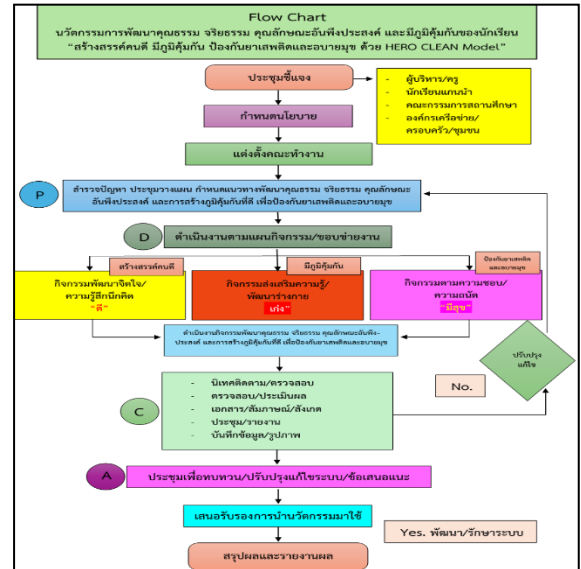 Flow Chart
นวัตกรรมการพัฒนาคุณธรรม จริยธรรม คุณลักษณะอันพึงประสงค์ และมีภูมิคุ้มกันของนักเรียน
"สร้างสรรค์คนดี มีภูมิคุ้มกัน ป้องกันยาเสพติดและอบายมุข ด้วย HERO CLEAN Model"
ประชุมชี้แจง
- ผู้บริหาร/ครู
- นักเรียนแกนนำ
- คณะกรรมการสถานศึกษา
- องค์กรเครือข่าย/
ครอบครัว/ชุมชน
กำหนดนโยบาย
แต่งตั้งคณะทำงาน
P
สำรวจปัญหา ประชุมวางแผน กำหนดแนวทางพัฒนาคุณธรรม จริยธรรม คุณลักษณะ
อันพึงประสงค์ และการสร้างภูมิคุ้มกันที่ดี เพื่อป้องกันยาเสพติดและอบายมุข
D
ดำเนินงานตามแผนกิจกรรม/ขอบข่ายงาน
สร้างสรรค์คนดี
มีภูมิคุ้มกัน
ป้องกันยาเสพติด
และอบายมุข
กิจกรรมพัฒนาจิตใจ/
ความรู้สึกนึกคิด
"ดี"
กิจกรรมส่งเสริมความรู้/
พัฒนาร่างกาย
"เก่ง"
กิจกรรมตามความชอบ/
ความถนัด
"มีสุข"
ดำเนินงานกิจกรรมพัฒนาคุณธรรม จริยธรรม คุณลักษณะอันพึง-
ประสงค์ และการสร้างภูมิคุ้มกันที่ดี เพื่อป้องกันยาเสพติดและอบายมุข
ปรับปรุง
แก้ไข
No.
C
- นิเทศติดตาม/ตรวจสอบ
- ตรวจสอบ/ประเมินผล
- เอกสาร/สัมภาษณ์/สังเกต
- ประชุม/รายงาน
- บันทึกข้อมูล/รูปภาพ
A
ประชุมเพื่อทบทวน/ปรับปรุงแก้ไขระบบ/ข้อเสนอแนะ
เสนอรับรองการนำนวัตกรรมมาใช้
Yes. พัฒนา/รักษาระบบ
สรุปผลและรายงานผล